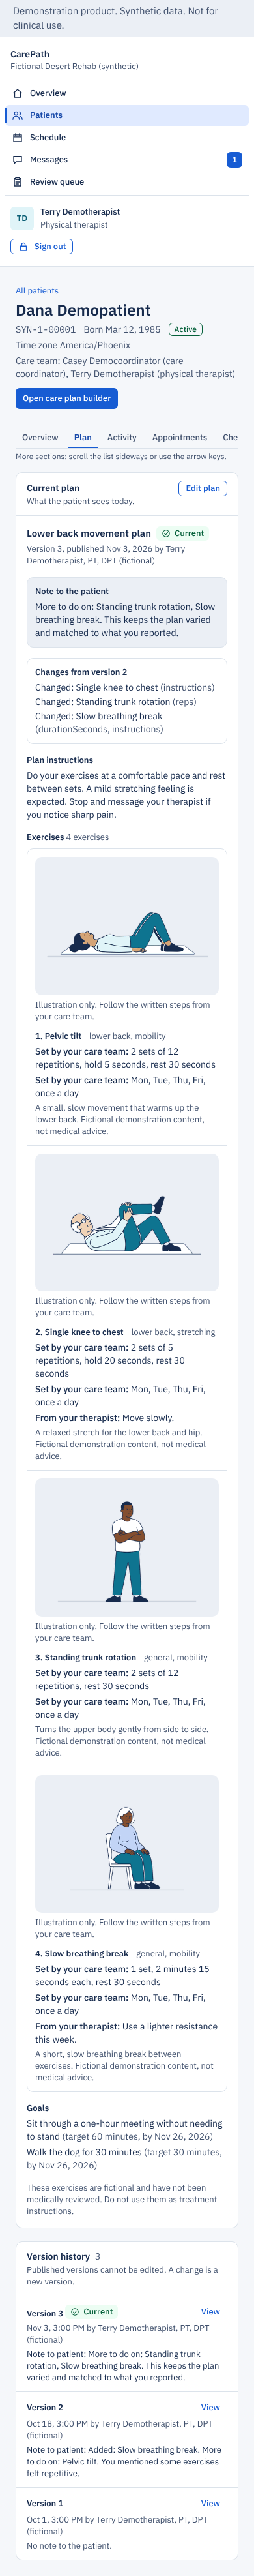 Demonstration product. Synthetic data. Not for
clinical use.
CarePath
Fictional Desert Rehab (synthetic)
Overview
Patients
Schedule
Messages 1
Review queue
TD
Terry Demotherapist
Physical therapist
Sign out
All patients
Dana Demopatient
SYN-1-00001 Born Mar 12, 1985 Active
Time zone America/Phoenix
Care team: Casey Democoordinator (care
coordinator), Terry Demotherapist (physical therapist)
Open care plan builder
Overview Plan Activity Appointments Che
More sections: scroll the list sideways or use the arrow keys.
Current plan Edit plan
What the patient sees today.
Lower back movement plan Current
Version 3, published Nov 3, 2026 by Terry
Demotherapist, PT, DPT (fictional)
Note to the patient
More to do on: Standing trunk rotation, Slow
breathing break. This keeps the plan varied
and matched to what you reported.
Changes from version 2
Changed: Single knee to chest (instructions)
Changed: Standing trunk rotation (reps)
Changed: Slow breathing break
(durationSeconds, instructions)
Plan instructions
Do your exercises at a comfortable pace and rest
between sets. A mild stretching feeling is
expected. Stop and message your therapist if
you notice sharp pain.
Exercises 4 exercises
Illustration only. Follow the written steps from
your care team.
1. Pelvic tilt lower back, mobility
Set by your care team: 2 sets of 12
repetitions, hold 5 seconds, rest 30 seconds
Set by your care team: Mon, Tue, Thu, Fri,
once a day
A small, slow movement that warms up the
lower back. Fictional demonstration content,
not medical advice.
Illustration only. Follow the written steps from
your care team.
2. Single knee to chest lower back, stretching
Set by your care team: 2 sets of 5
repetitions, hold 20 seconds, rest 30
seconds
Set by your care team: Mon, Tue, Thu, Fri,
once a day
From your therapist: Move slowly.
A relaxed stretch for the lower back and hip.
Fictional demonstration content, not medical
advice.
Illustration only. Follow the written steps from
your care team.
3. Standing trunk rotation general, mobility
Set by your care team: 2 sets of 12
repetitions, rest 30 seconds
Set by your care team: Mon, Tue, Thu, Fri,
once a day
Turns the upper body gently from side to side.
Fictional demonstration content, not medical
advice.
Illustration only. Follow the written steps from
your care team.
4. Slow breathing break general, mobility
Set by your care team: 1 set, 2 minutes 15
seconds each, rest 30 seconds
Set by your care team: Mon, Tue, Thu, Fri,
once a day
From your therapist: Use a lighter resistance
this week.
A short, slow breathing break between
exercises. Fictional demonstration content, not
medical advice.
Goals
Sit through a one-hour meeting without needing
to stand (target 60 minutes, by Nov 26, 2026)
Walk the dog for 30 minutes (target 30 minutes,
by Nov 26, 2026)
These exercises are fictional and have not been
medically reviewed. Do not use them as treatment
instructions.
Version history 3
Published versions cannot be edited. A change is a
new version.
Version 3 Current View
Nov 3, 3:00 PM by Terry Demotherapist, PT, DPT
(fictional)
Note to patient: More to do on: Standing trunk
rotation, Slow breathing break. This keeps the plan
varied and matched to what you reported.
Version 2 View
Oct 18, 3:00 PM by Terry Demotherapist, PT, DPT
(fictional)
Note to patient: Added: Slow breathing break. More
to do on: Pelvic tilt. You mentioned some exercises
felt repetitive.
Version 1 View
Oct 1, 3:00 PM by Terry Demotherapist, PT, DPT
(fictional)
No note to the patient.